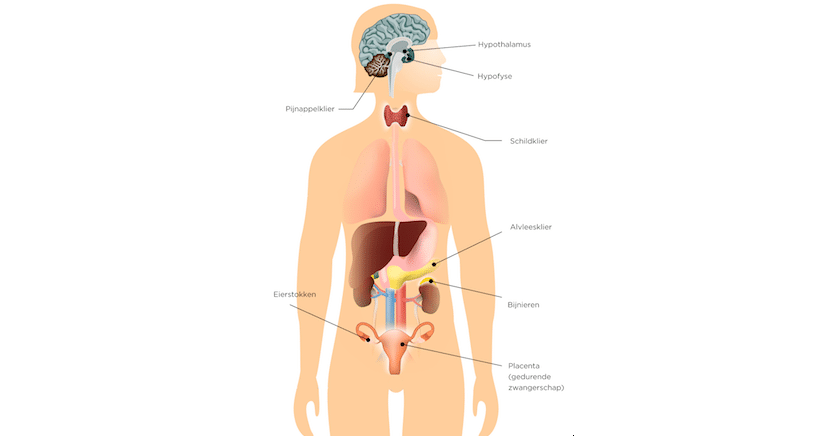 Hypothalamus
Hypofyse
Pijnappelklier
Schildklier
Alvleesklier
Eierstokken
Bijnieren
Placenta
(gedurende
zwangerschap)